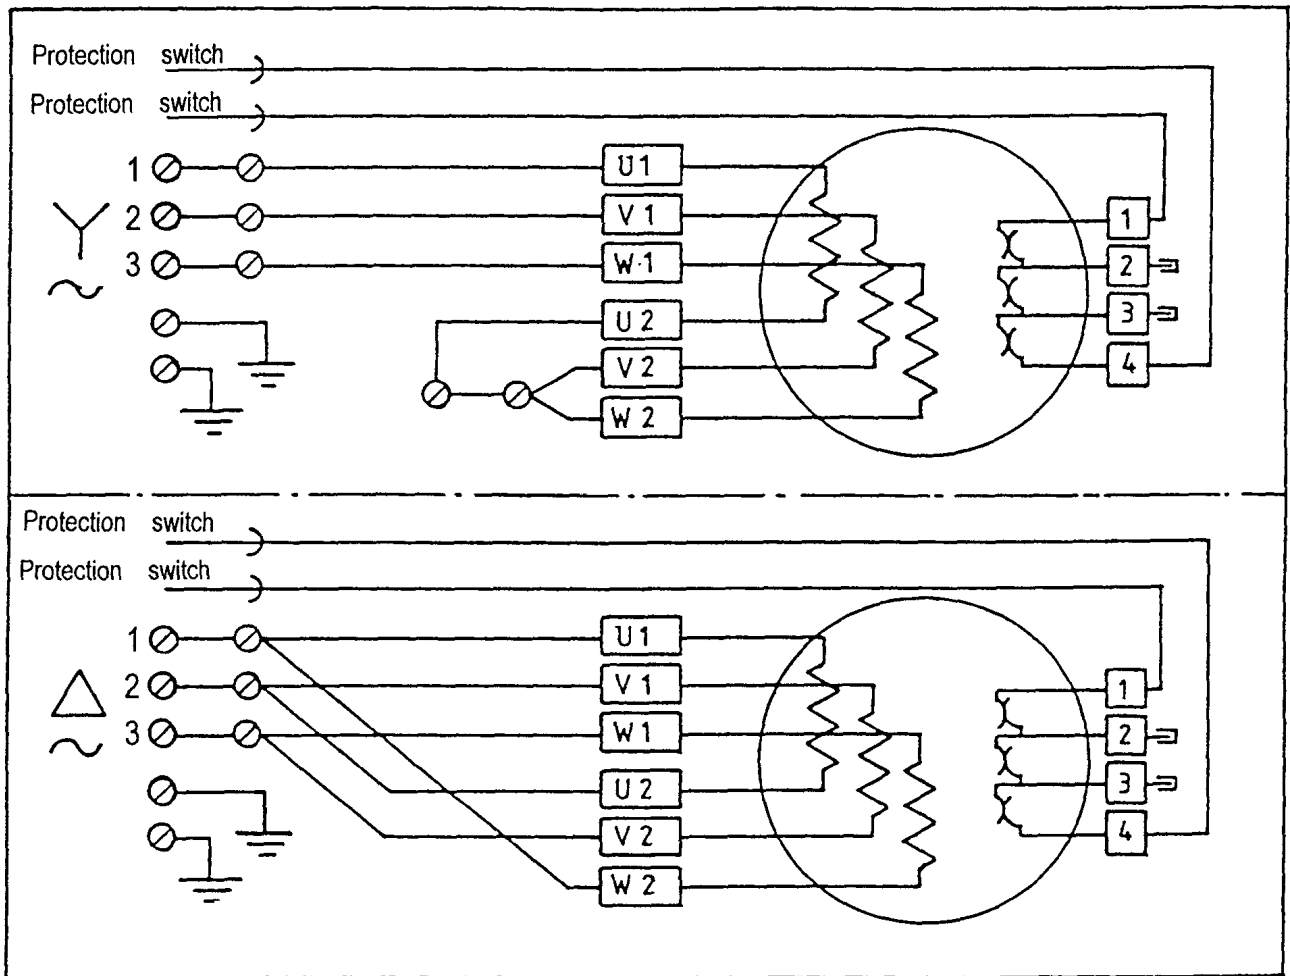 Protection switch
Protection switch
1 U1
2 V1 1
3 W·1 2
U2 3
V2 4
W2
Protection switch
Protection switch
1 U1
2 V1 1
3 W1 2
U2 3
V2 4
W2